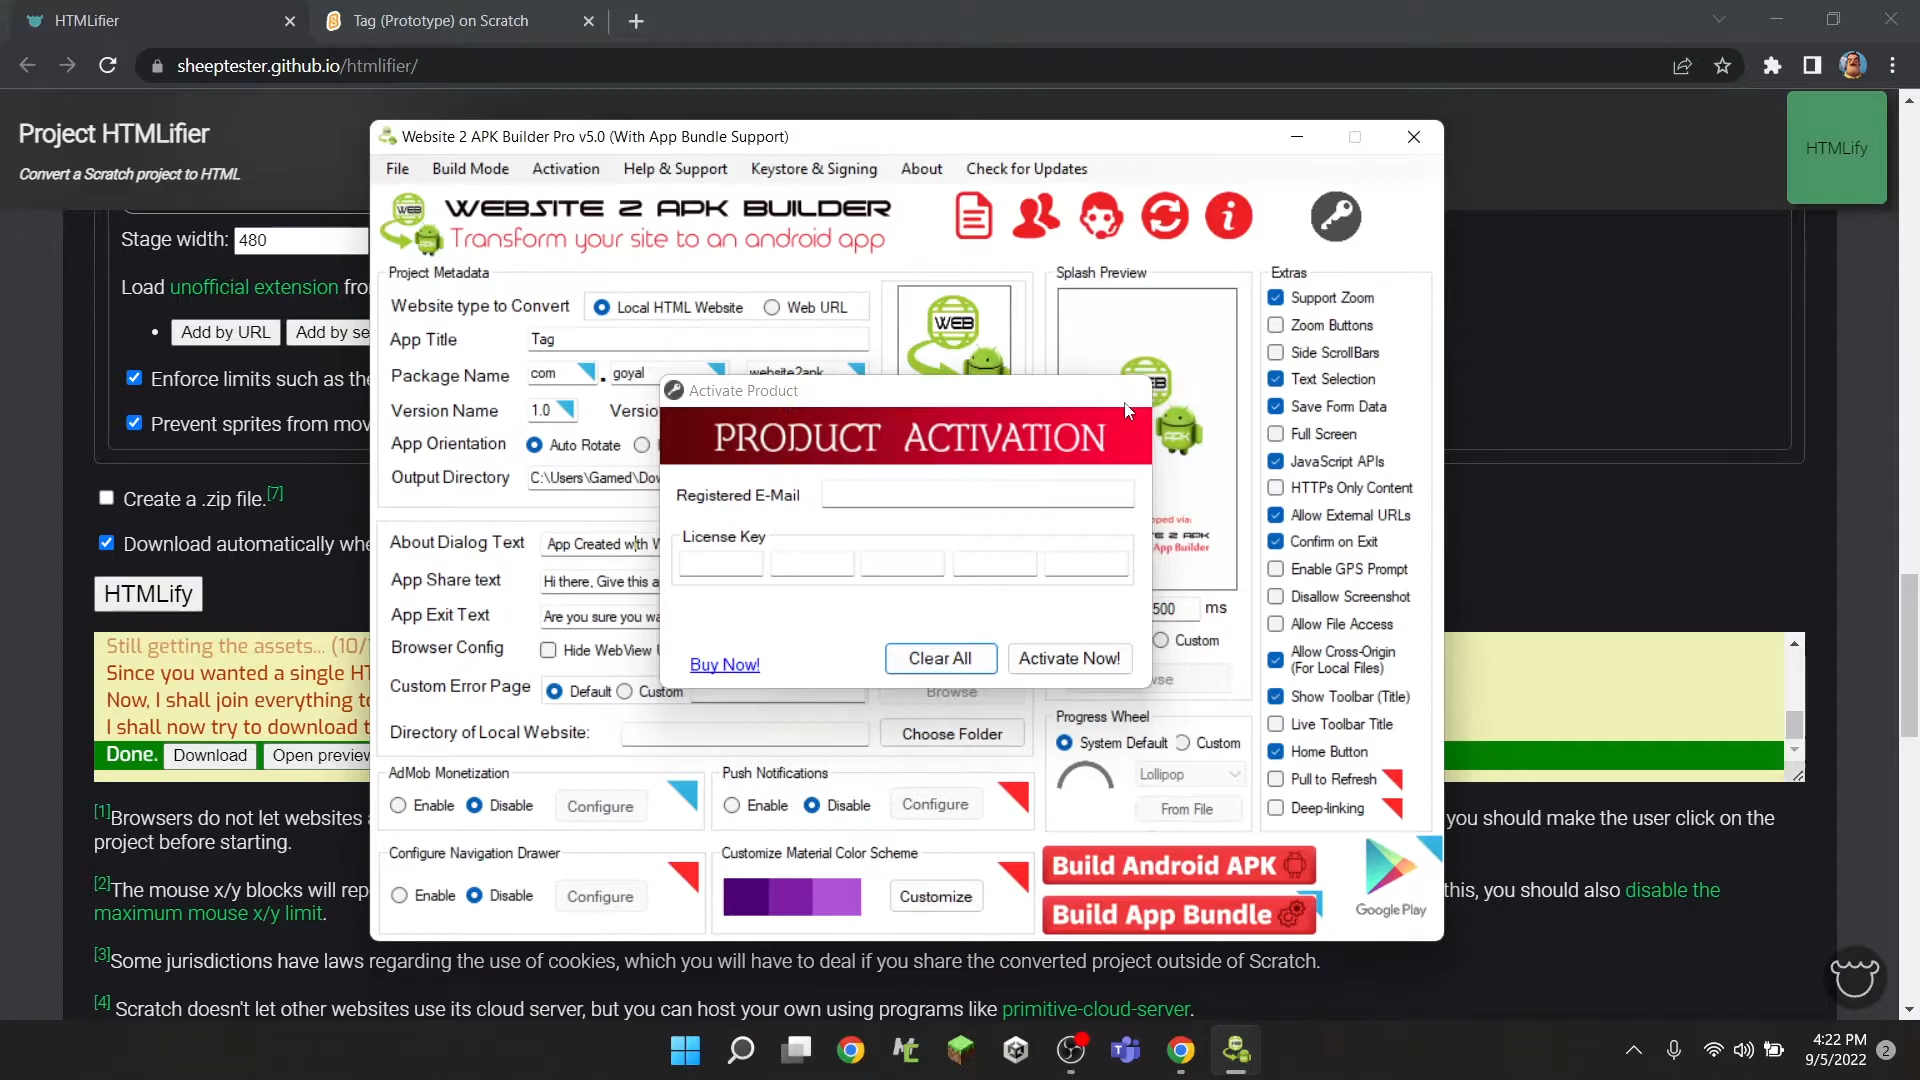 HTMLifier
Tag (Prototype) on Scratch
sheeptester.github.io/htmlifier/
Project HTMLifier
Convert a Scratch project to HTML
HTMLify
Stage width: 480
Load unofficial extension
Add by URL
Enforce limits such as the
Prevent sprites from
Create a .zip file.[7]
Download automatically
HTMLify
Still getting the assets...
Since you wanted a single
Now, I shall join everything
I shall now try to download
Done. Download
Open preview
[1]Browsers do not let websites
you should make the user click on the
project before starting.
[2]The mouse x/y blocks will
this, you should also disable the
maximum mouse x/y limit.
[3]Some jurisdictions have laws regarding the use of cookies, which you will have to deal if you share the converted project outside of Scratch.
[4] Scratch doesn't let other websites use its cloud server, but you can host your own using programs like primitive-cloud-server.
Website 2 APK Builder Pro v5.0 (With App Bundle Support)
File Build Mode Activation Help & Support Keystore & Signing About Check for Updates
WEB
WEBSITE 2 APK BUILDER
Transform your site to an android app
Project Metadata
Website type to Convert Local HTML Website Web URL
App Title Tag
Package Name com . goyal website2apk
Version Name 1.0
App Orientation Auto Rotate
Output Directory C:\Users\Gamed\
WEB
About Dialog Text App Created with
App Share text Hi there, Give this
App Exit Text Are you sure you
Browser Config Hide WebView
Custom Error Page Default Custom
Browse
Directory of Local Website: Choose Folder
AdMob Monetization
Enable Disable Configure
Push Notifications
Enable Disable Configure
Configure Navigation Drawer
Enable Disable Configure
Customize Material Color Scheme
Customize
Splash Preview
APK
App Builder
500 ms
Custom
Progress Wheel
System Default Custom
Lollipop
From File
Build Android APK
Build App Bundle
Google Play
Extras
Support Zoom
Zoom Buttons
Side ScrollBars
Text Selection
Save Form Data
Full Screen
JavaScript APIs
HTTPs Only Content
Allow External URLs
Confirm on Exit
Enable GPS Prompt
Disallow Screenshot
Allow File Access
Allow Cross-Origin
(For Local Files)
Show Toolbar (Title)
Live Toolbar Title
Home Button
Pull to Refresh
Deep-linking
Activate Product
PRODUCT ACTIVATION
Registered E-Mail
License Key
Buy Now!
Clear All
Activate Now!
4:22 PM
9/5/2022
2